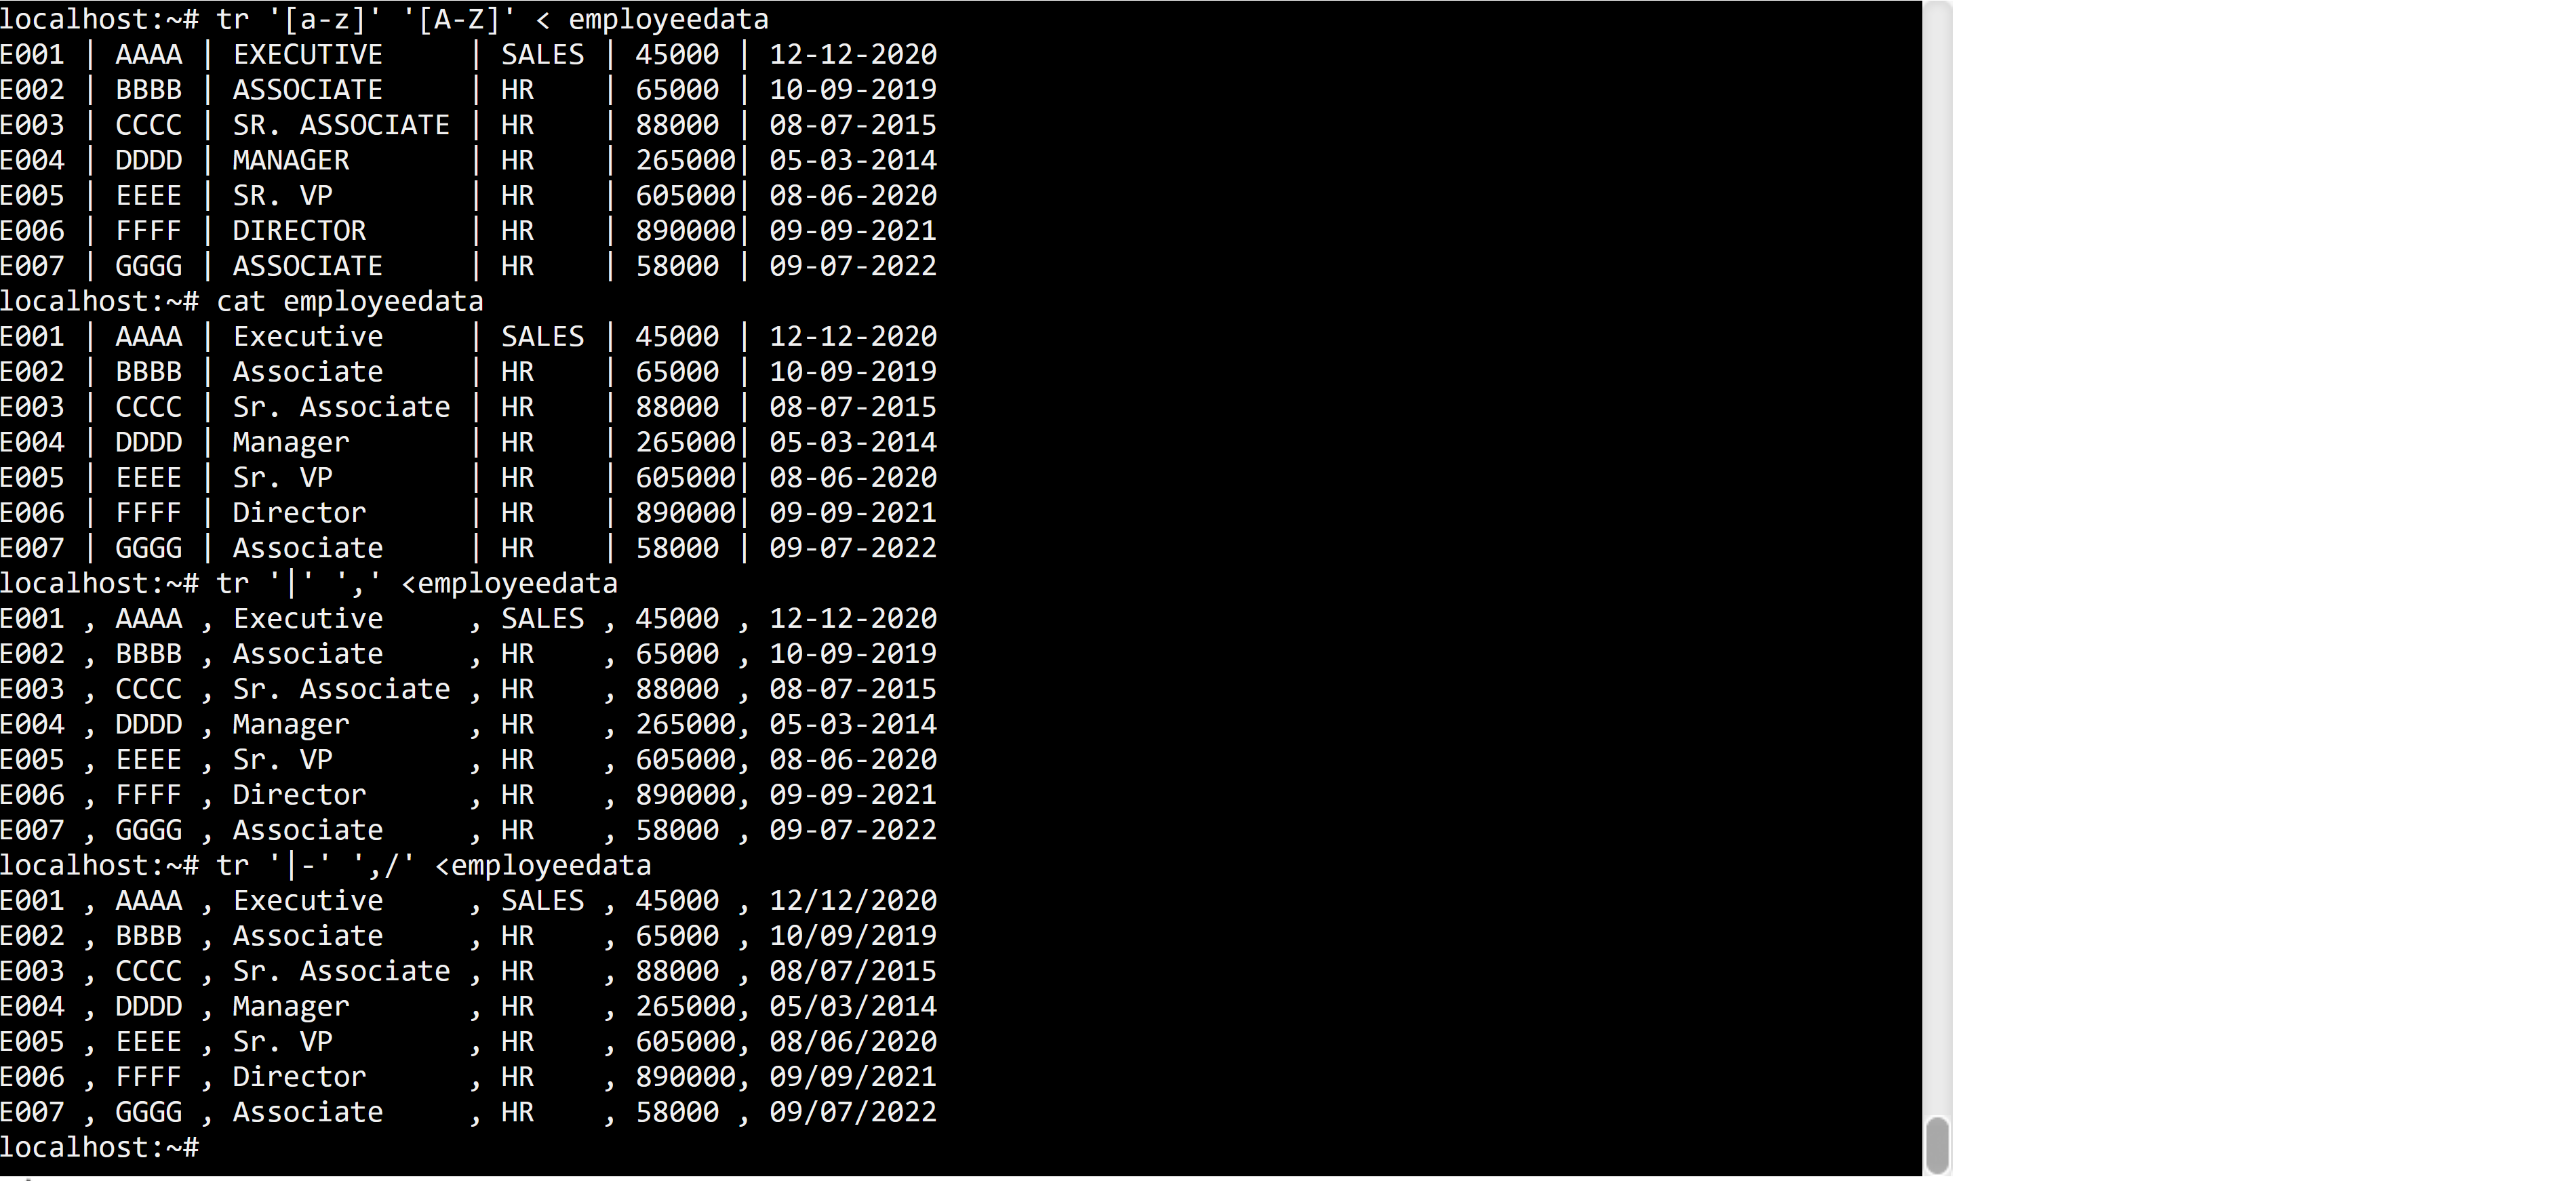 localhost:~# tr '[a-z]' '[A-Z]' < employeedata
E001 | AAAA | EXECUTIVE     | SALES | 45000 | 12-12-2020
E002 | BBBB | ASSOCIATE     | HR    | 65000 | 10-09-2019
E003 | CCCC | SR. ASSOCIATE | HR    | 88000 | 08-07-2015
E004 | DDDD | MANAGER       | HR    | 265000| 05-03-2014
E005 | EEEE | SR. VP        | HR    | 605000| 08-06-2020
E006 | FFFF | DIRECTOR      | HR    | 890000| 09-09-2021
E007 | GGGG | ASSOCIATE     | HR    | 58000 | 09-07-2022
localhost:~# cat employeedata
E001 | AAAA | Executive     | SALES | 45000 | 12-12-2020
E002 | BBBB | Associate     | HR    | 65000 | 10-09-2019
E003 | CCCC | Sr. Associate | HR    | 88000 | 08-07-2015
E004 | DDDD | Manager       | HR    | 265000| 05-03-2014
E005 | EEEE | Sr. VP        | HR    | 605000| 08-06-2020
E006 | FFFF | Director      | HR    | 890000| 09-09-2021
E007 | GGGG | Associate     | HR    | 58000 | 09-07-2022
localhost:~# tr '|' ',' <employeedata
E001 , AAAA , Executive     , SALES , 45000 , 12-12-2020
E002 , BBBB , Associate     , HR    , 65000 , 10-09-2019
E003 , CCCC , Sr. Associate , HR    , 88000 , 08-07-2015
E004 , DDDD , Manager       , HR    , 265000, 05-03-2014
E005 , EEEE , Sr. VP        , HR    , 605000, 08-06-2020
E006 , FFFF , Director      , HR    , 890000, 09-09-2021
E007 , GGGG , Associate     , HR    , 58000 , 09-07-2022
localhost:~# tr '|-' ',/' <employeedata
E001 , AAAA , Executive     , SALES , 45000 , 12/12/2020
E002 , BBBB , Associate     , HR    , 65000 , 10/09/2019
E003 , CCCC , Sr. Associate , HR    , 88000 , 08/07/2015
E004 , DDDD , Manager       , HR    , 265000, 05/03/2014
E005 , EEEE , Sr. VP        , HR    , 605000, 08/06/2020
E006 , FFFF , Director      , HR    , 890000, 09/09/2021
E007 , GGGG , Associate     , HR    , 58000 , 09/07/2022
localhost:~#